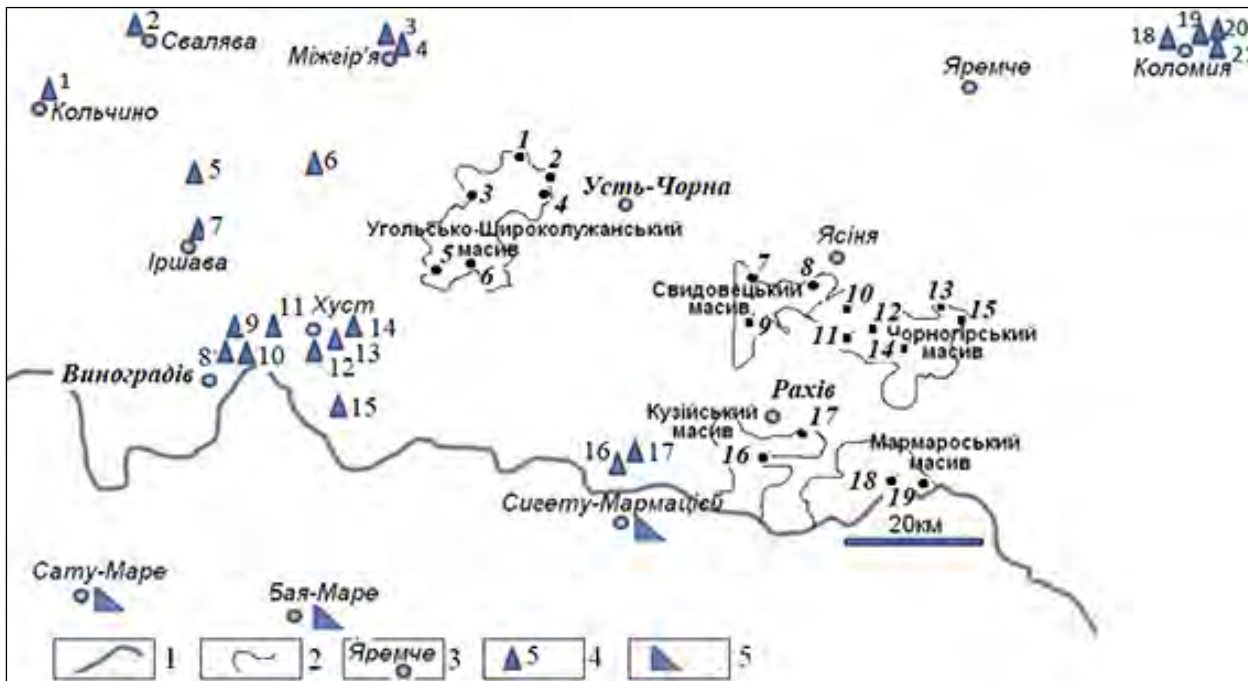 2
Свалява
3
4
Міжгір'я
19
20
18
21
Коломия
Яремче
1
Кольчино
5
6
1
2
3
4
Усть-Чорна
7
Іршава
Угольсько-Широколужанський
масив
5
6
Ясіня
7
8
Свидовецький
масив
9
10
11
12
13
15
Чорногірський
масив
14
11
Хуст
9
14
8
10
12
13
Виноградів
15
Рахів
Кузійський
масив
17
16
16
17
Мармароський
масив
18
19
20км
Сигету-Мармацієй
Сату-Маре
Бая-Маре
1
2
Яремче
3
5
4
5